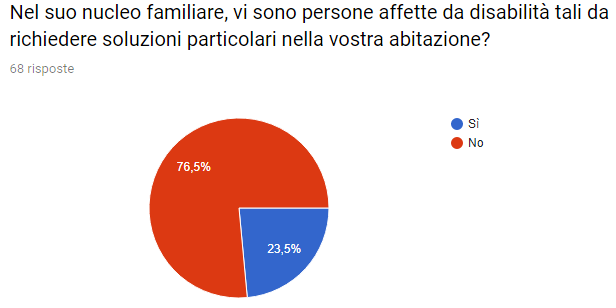 Nel suo nucleo familiare, vi sono persone affette da disabilità tali da
richiedere soluzioni particolari nella vostra abitazione?
68 risposte
Sì
No
76,5%
23,5%